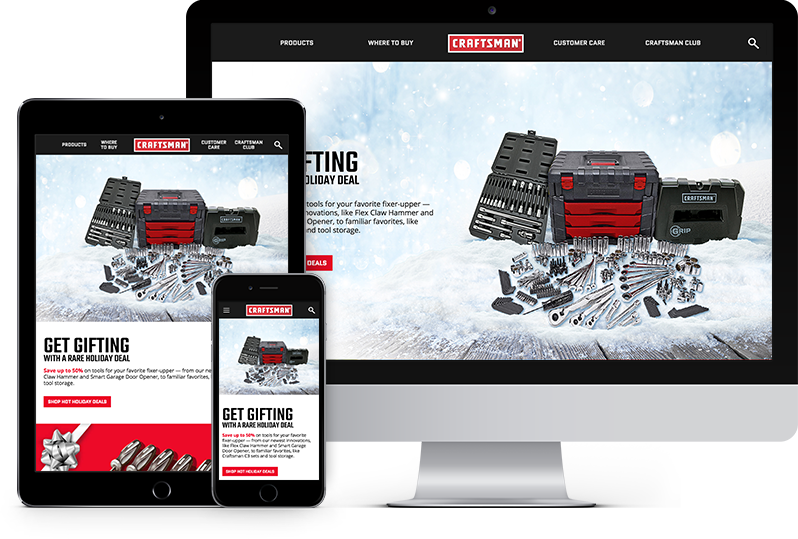 PRODUCTS
WHERE TO BUY
CRAFTSMAN
CUSTOMER CARE
CRAFTSMAN CLUB
FTING
OLIDAY DEAL
tools for your favorite fixer-upper —
novations, like Flex Claw Hammer and
Opener, to familiar favorites, like
and tool storage.
DEALS
CRAFTSMAN
GRIP
PRODUCTS
WHERE
TO BUY
CRAFTSMAN
CUSTOMER
CARE
CRAFTSMAN
CLUB
CRAFTSMAN
GET GIFTING
WITH A RARE HOLIDAY DEAL
Save up to 50% on tools for your favorite fixer-upper — from our new
Claw Hammer and Smart Garage Door Opener, to familiar favorites,
tool storage.
SHOP HOT HOLIDAY DEALS
CRAFTSMAN
GET GIFTING
WITH A RARE HOLIDAY DEAL
Save up to 50% on tools for your favorite
fixer-upper — from our newest innovations,
like Flex Claw Hammer and Smart Garage
Door Opener, to familiar favorites, like
Craftsman C3 sets and tool storage.
SHOP HOT HOLIDAY DEALS